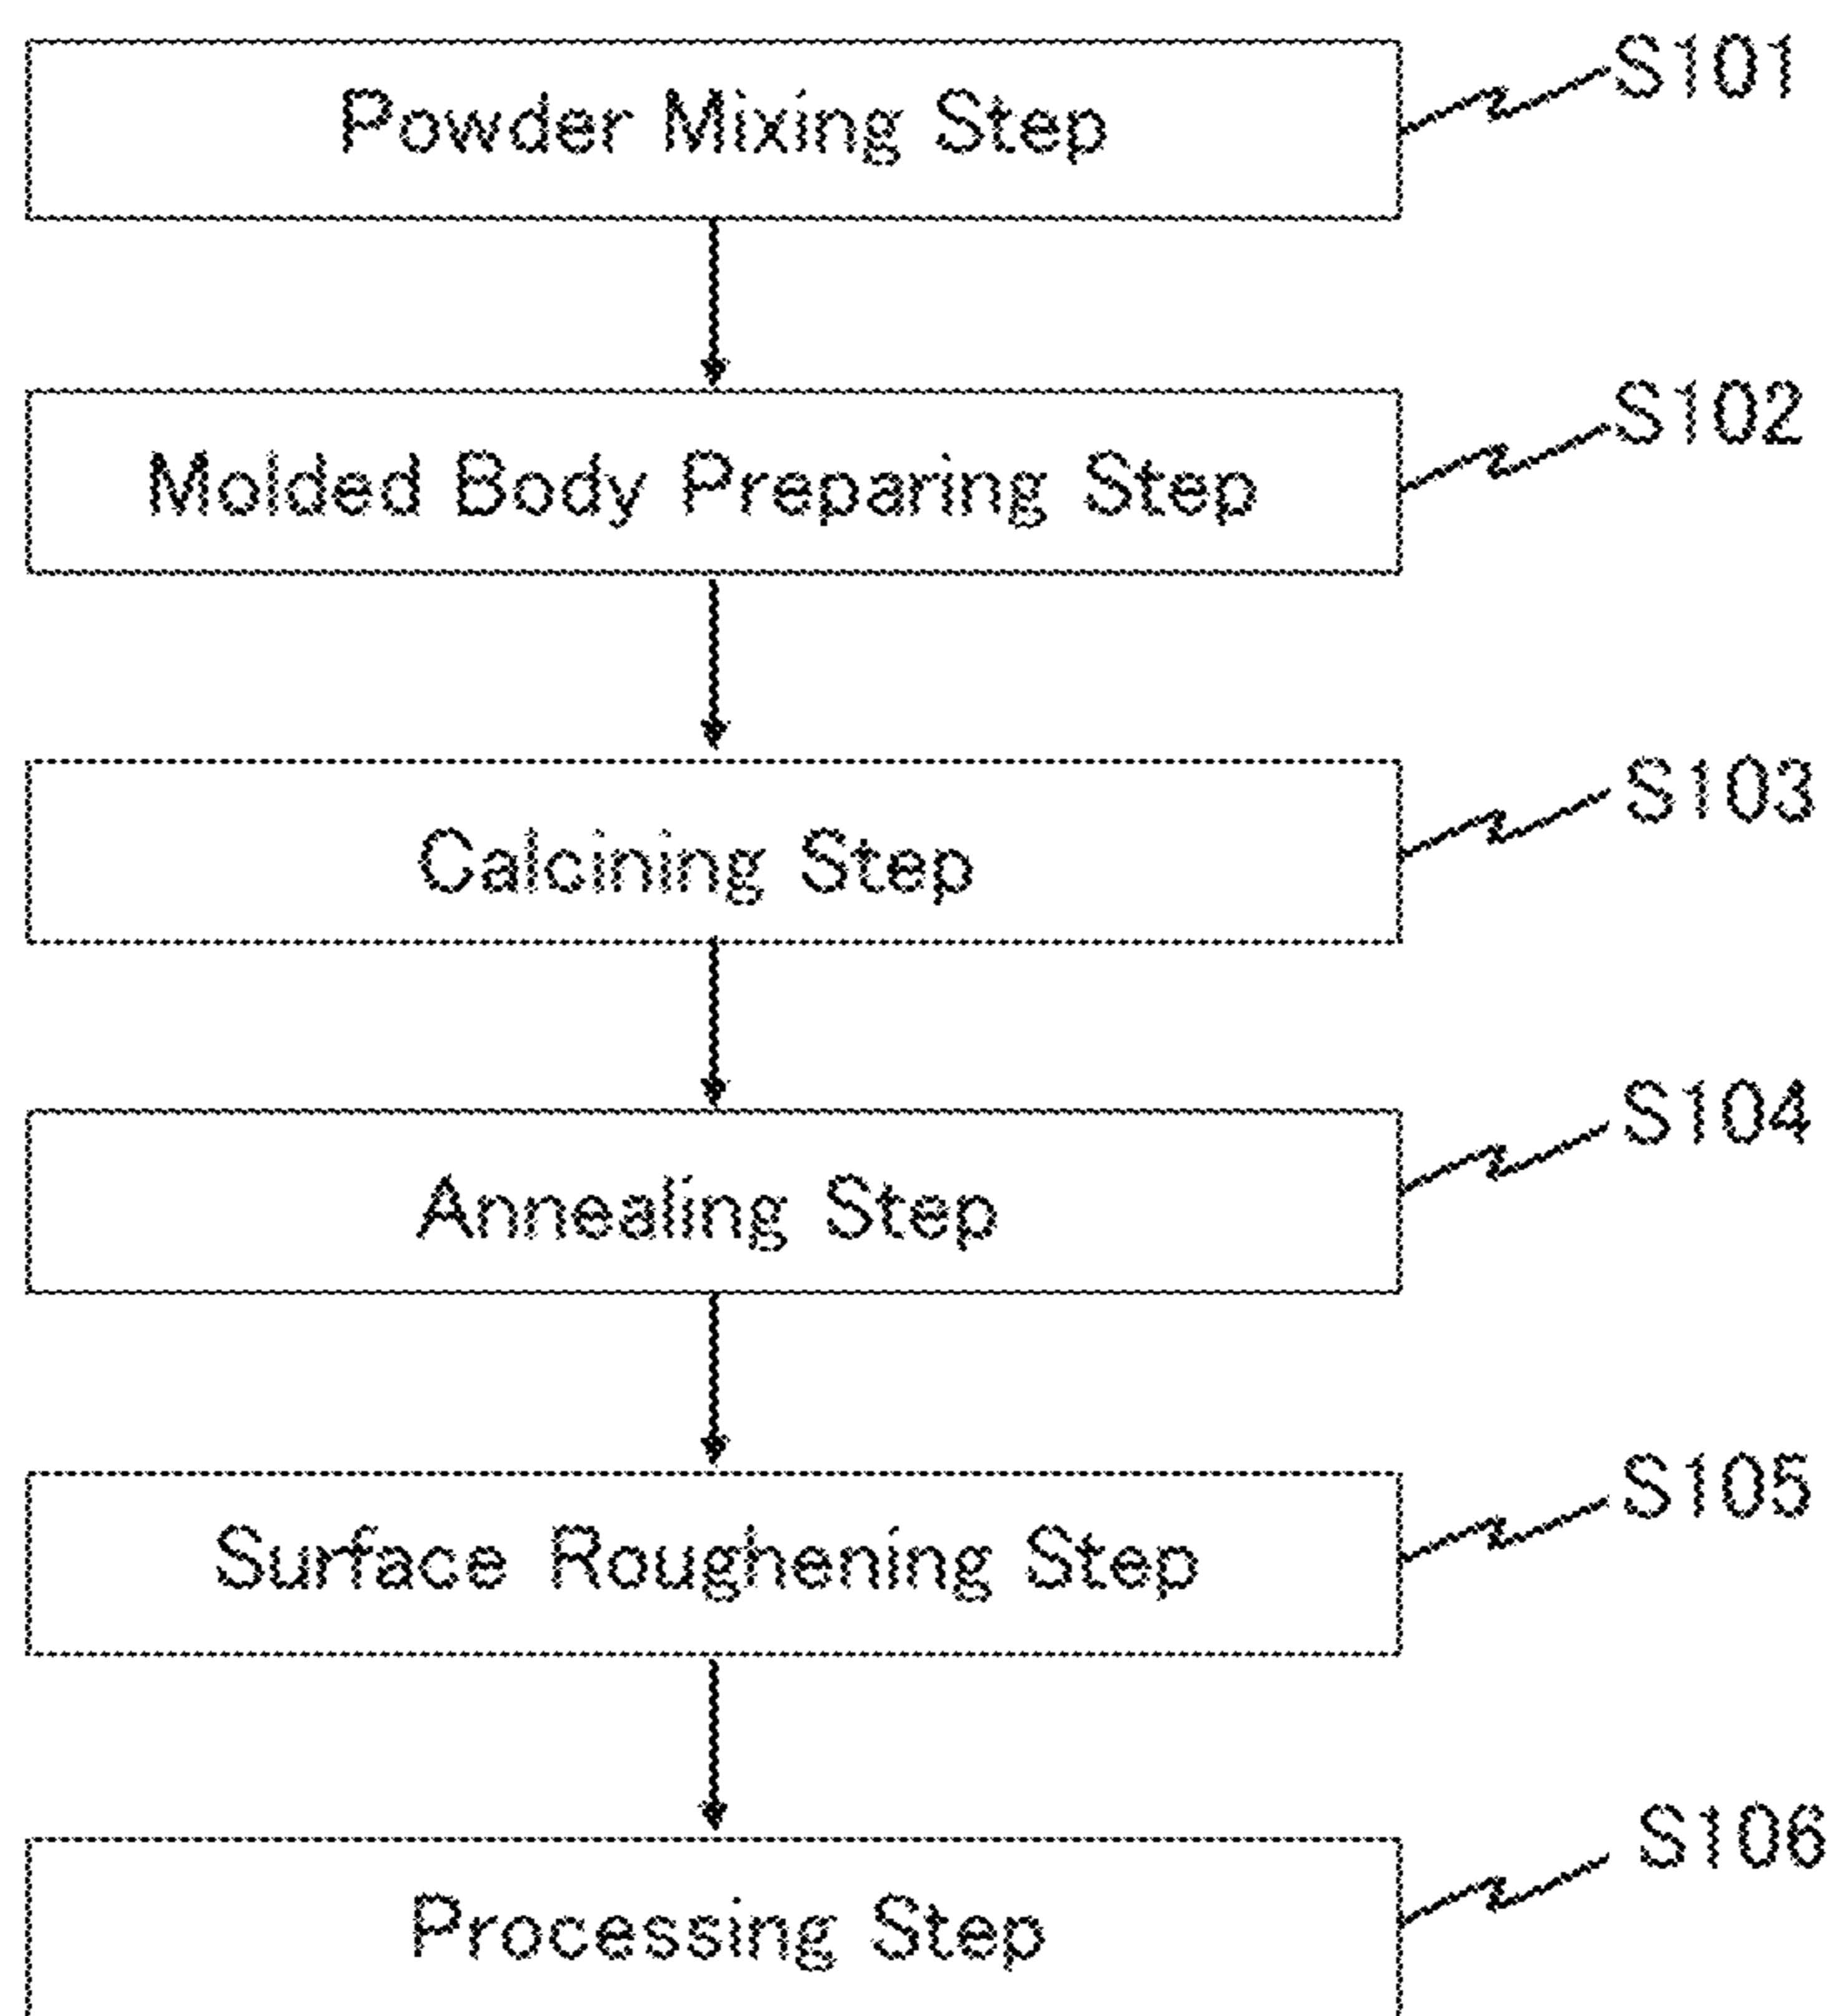 Powder Mixing Step
S101
Molded Body Preparing Step
S102
Calcining Step
S103
Annealing Step
S104
Surface Roughening Step
S105
Processing Step
S106